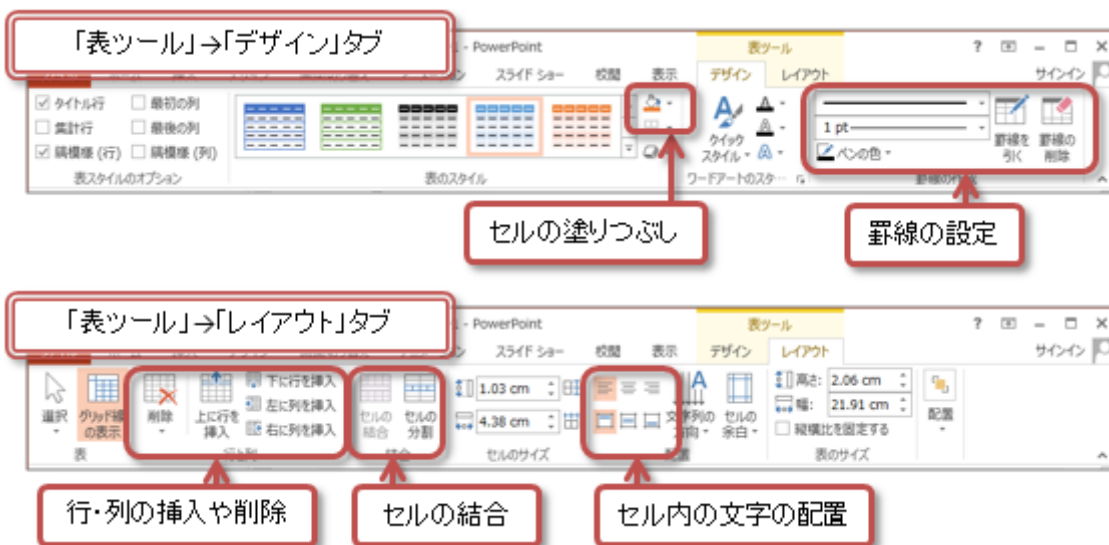 「表ツール」→「デザイン」タブ
- PowerPoint
表ツール
スライド ショー 校閲 表示 デザイン レイアウト
サインイン
タイトル行 最初の列
集計行 最後の列
縞模様 (行) 縞模様 (列)
クイック
スタイル
1 pt
ペンの色
罫線を
引く
罫線の
削除
表スタイルのオプション 表のスタイル ワードアートのスタ…
セルの塗りつぶし
罫線の設定
「表ツール」→「レイアウト」タブ
- PowerPoint
表ツール
スライド ショー 校閲 表示 デザイン レイアウト
サインイン
選択
グリッド線
の表示
削除
上に行を
挿入
下に行を挿入
左に列を挿入
右に列を挿入
セルの
結合
セルの
分割
1.03 cm
4.38 cm
文字列の
方向
セルの
余白
高さ: 2.06 cm
幅: 21.91 cm
縦横比を固定する
配置
表 セルのサイズ 配置 表のサイズ
行・列の挿入や削除
セルの結合
セル内の文字の配置